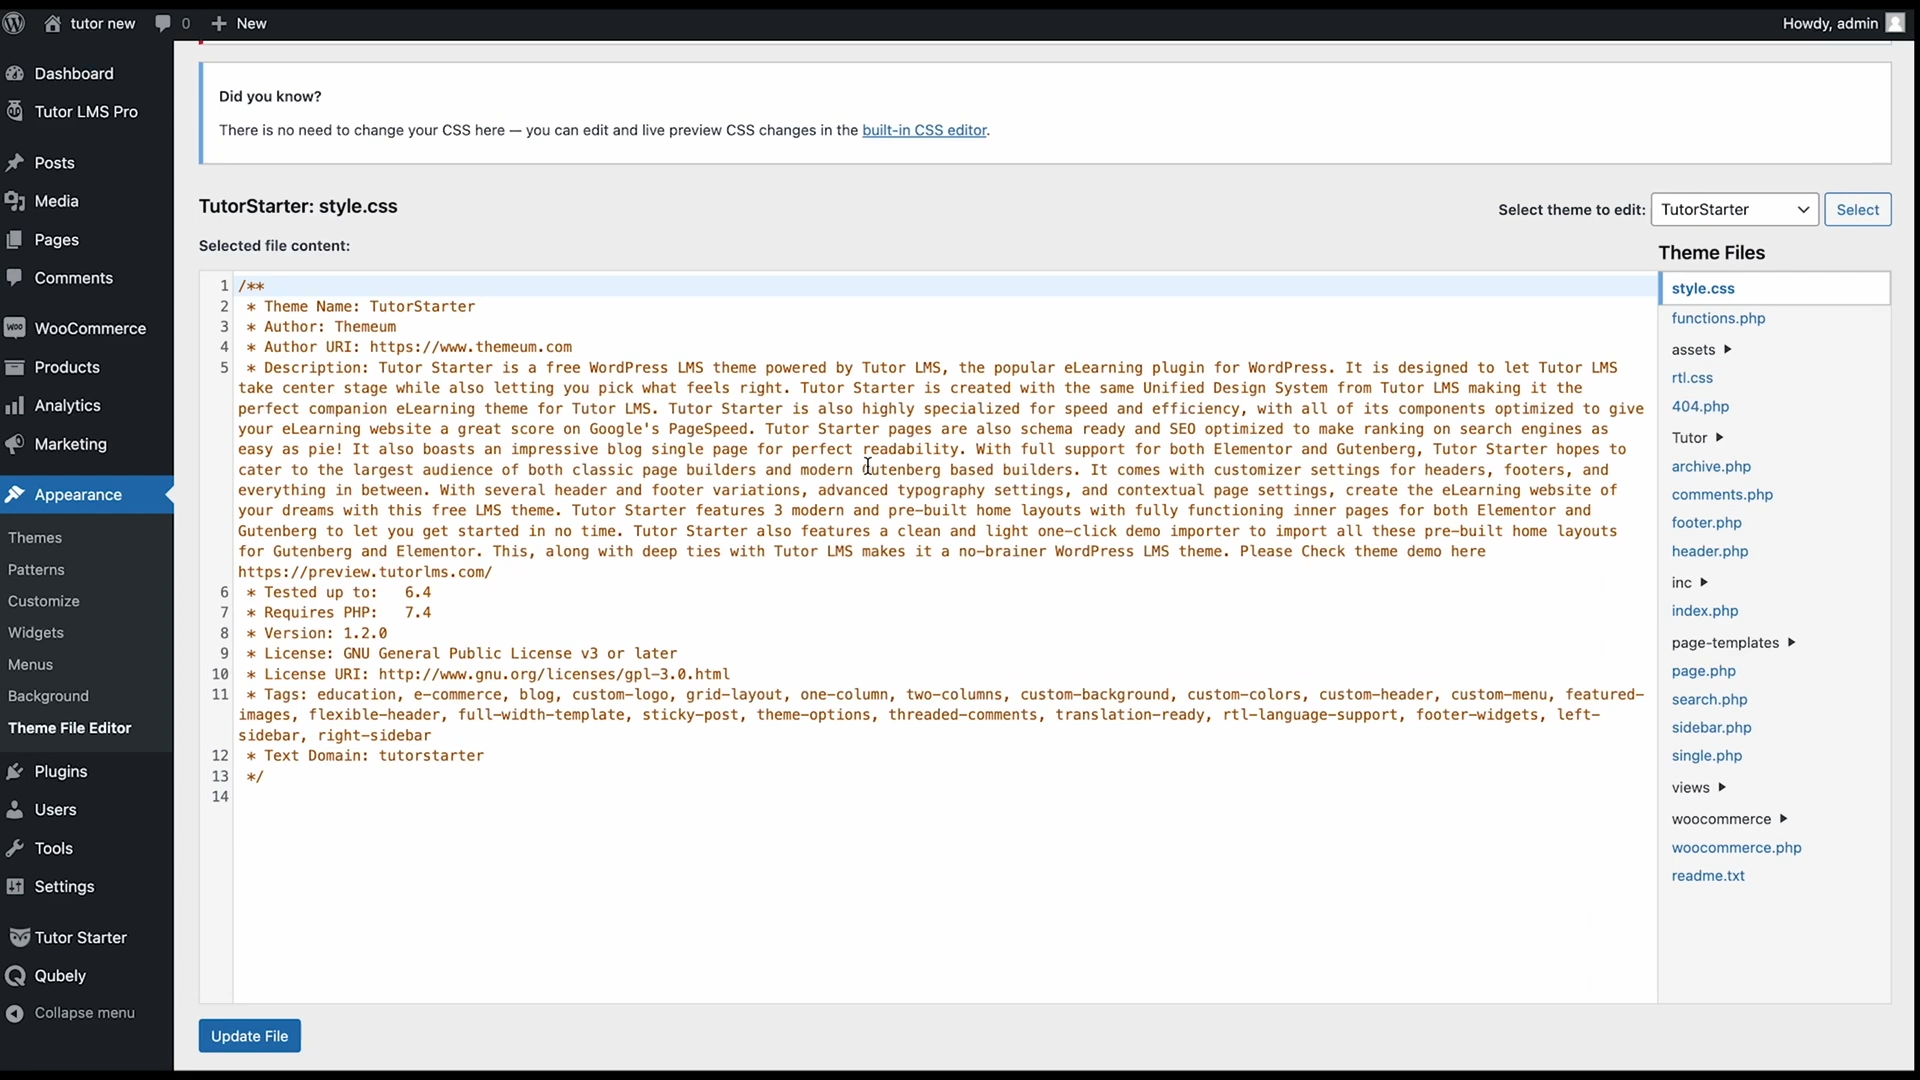 tutor new
0
New
Howdy, admin
Dashboard
Tutor LMS Pro
Posts
Media
Pages
Comments
WOO WooCommerce
Products
Analytics
Marketing
Appearance
Themes
Patterns
Customize
Widgets
Menus
Background
Theme File Editor
Plugins
Users
Tools
Settings
Tutor Starter
Qubely
Collapse menu
Did you know?
There is no need to change your CSS here — you can edit and live preview CSS changes in the built-in CSS editor.
TutorStarter: style.css
Select theme to edit: TutorStarter Select
Selected file content:
1 /**
2 * Theme Name: TutorStarter
3 * Author: Themeum
4 * Author URI: https://www.themeum.com
5 * Description: Tutor Starter is a free WordPress LMS theme powered by Tutor LMS, the popular eLearning plugin for WordPress. It is designed to let Tutor LMS
take center stage while also letting you pick what feels right. Tutor Starter is created with the same Unified Design System from Tutor LMS making it the
perfect companion eLearning theme for Tutor LMS. Tutor Starter is also highly specialized for speed and efficiency, with all of its components optimized to give
your eLearning website a great score on Google's PageSpeed. Tutor Starter pages are also schema ready and SEO optimized to make ranking on search engines as
easy as pie! It also boasts an impressive blog single page for perfect readability. With full support for both Elementor and Gutenberg, Tutor Starter hopes to
cater to the largest audience of both classic page builders and modern Gutenberg based builders. It comes with customizer settings for headers, footers, and
everything in between. With several header and footer variations, advanced typography settings, and contextual page settings, create the eLearning website of
your dreams with this free LMS theme. Tutor Starter features 3 modern and pre-built home layouts with fully functioning inner pages for both Elementor and
Gutenberg to let you get started in no time. Tutor Starter also features a clean and light one-click demo importer to import all these pre-built home layouts
for Gutenberg and Elementor. This, along with deep ties with Tutor LMS makes it a no-brainer WordPress LMS theme. Please Check theme demo here
https://preview.tutorlms.com/
6 * Tested up to: 6.4
7 * Requires PHP: 7.4
8 * Version: 1.2.0
9 * License: GNU General Public License v3 or later
10 * License URI: http://www.gnu.org/licenses/gpl-3.0.html
11 * Tags: education, e-commerce, blog, custom-logo, grid-layout, one-column, two-columns, custom-background, custom-colors, custom-header, custom-menu, featured-
images, flexible-header, full-width-template, sticky-post, theme-options, threaded-comments, translation-ready, rtl-language-support, footer-widgets, left-
sidebar, right-sidebar
12 * Text Domain: tutorstarter
13 */
14
Update File
Theme Files
style.css
functions.php
assets
rtl.css
404.php
Tutor
archive.php
comments.php
footer.php
header.php
inc
index.php
page-templates
page.php
search.php
sidebar.php
single.php
views
woocommerce
woocommerce.php
readme.txt